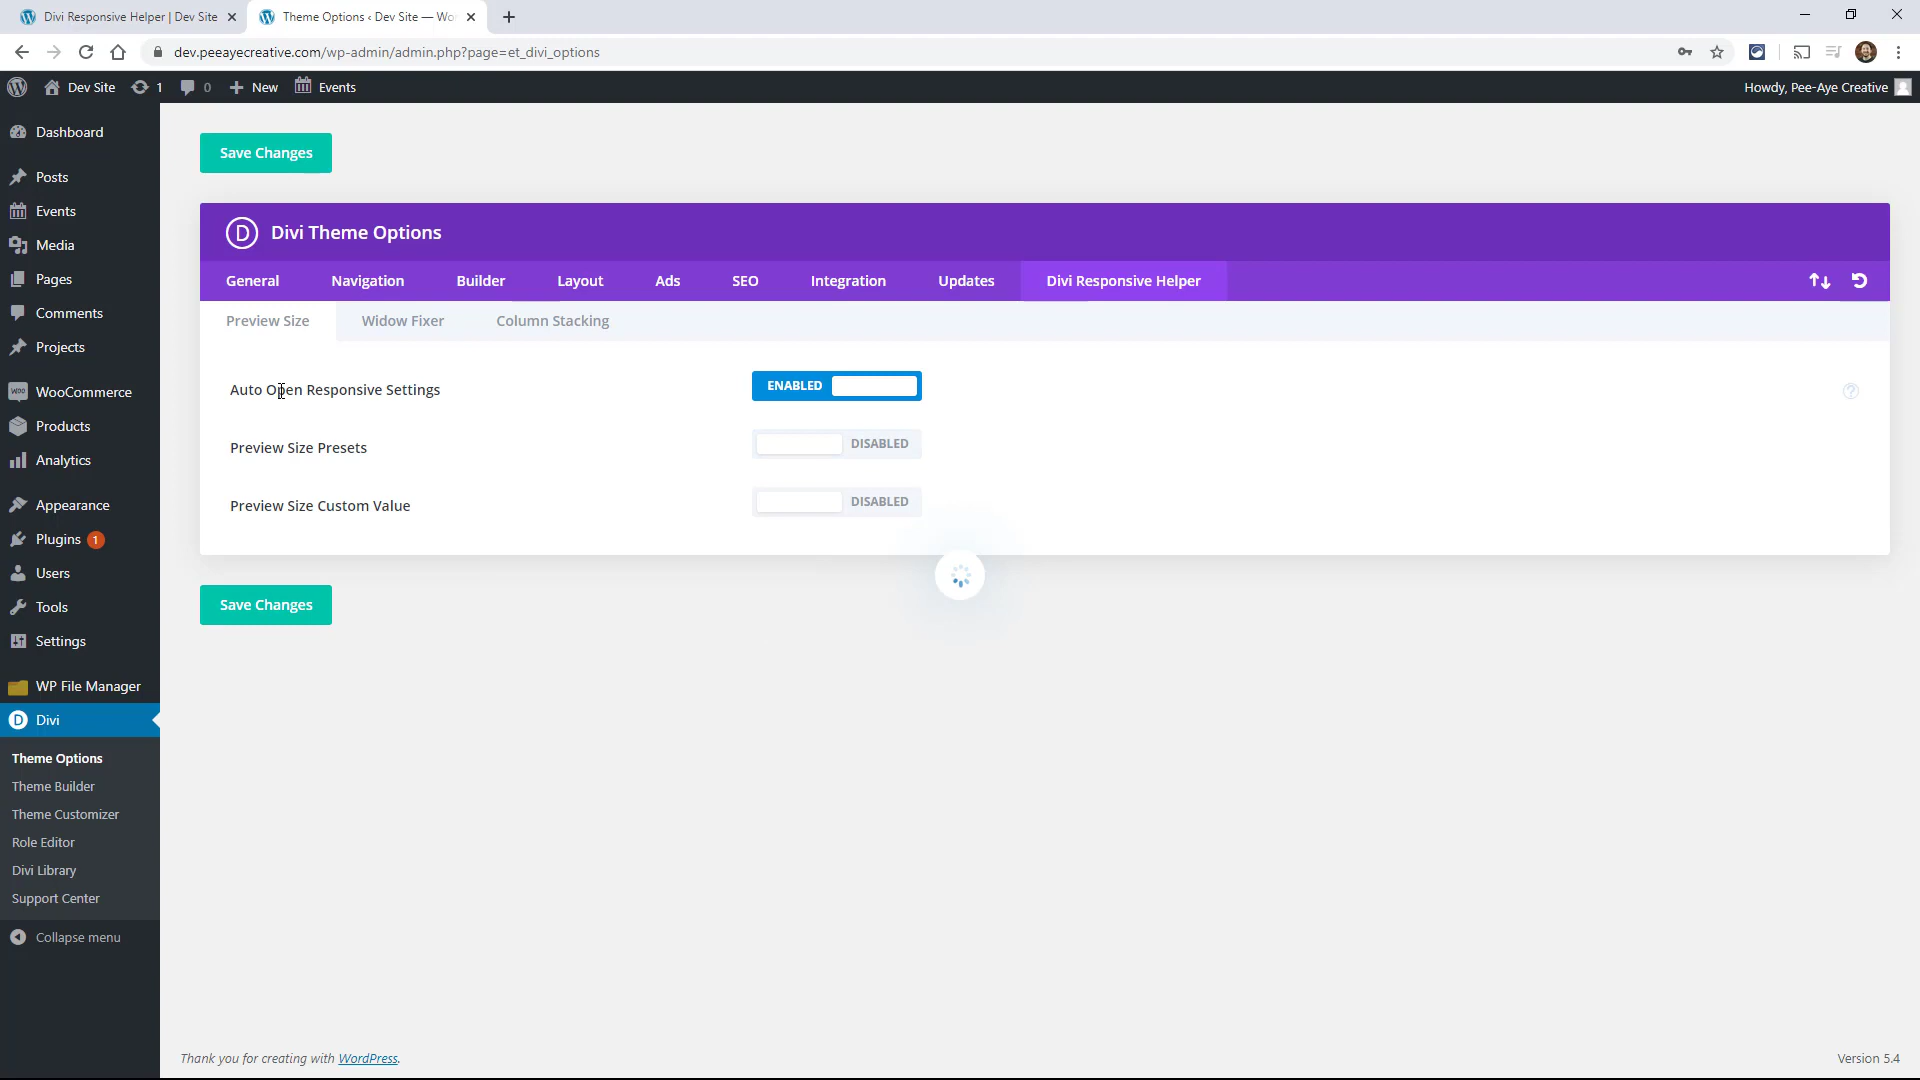 Divi Responsive Helper | Dev Site
Theme Options ‹ Dev Site — Wor
dev.peeayecreative.com/wp-admin/admin.php?page=et_divi_options
Dev Site
1
0
New
Events
Howdy, Pee-Aye Creative
Dashboard
Posts
Events
Media
Pages
Comments
Projects
WooCommerce
Products
Analytics
Appearance
Plugins 1
Users
Tools
Settings
WP File Manager
Divi
Theme Options
Theme Builder
Theme Customizer
Role Editor
Divi Library
Support Center
Collapse menu
Save Changes
D Divi Theme Options
General
Navigation
Builder
Layout
Ads
SEO
Integration
Updates
Divi Responsive Helper
Preview Size
Widow Fixer
Column Stacking
Auto Open Responsive Settings
ENABLED
Preview Size Presets
DISABLED
Preview Size Custom Value
DISABLED
Save Changes
Thank you for creating with WordPress.
Version 5.4